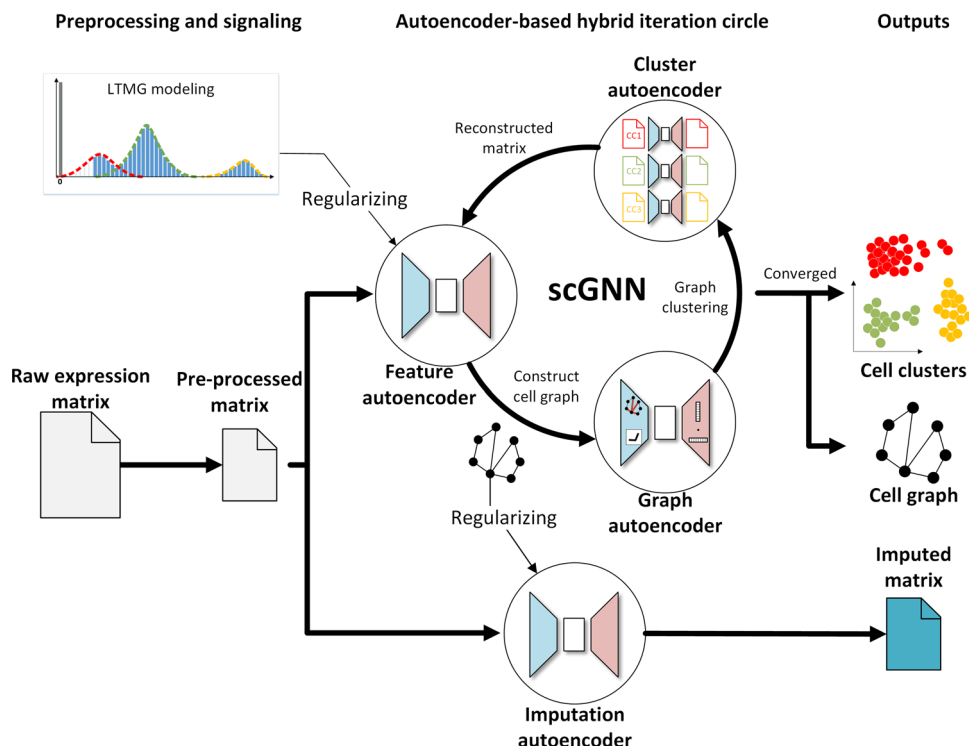 Preprocessing and signaling
Autoencoder-based hybrid iteration circle
Outputs
LTMG modeling
0
Regularizing
Cluster
autoencoder
CC1
CC2
CC3
Reconstructed
matrix
scGNN
Graph
clustering
Converged
Cell clusters
Raw expression
matrix
Pre-processed
matrix
Feature
autoencoder
Construct
cell graph
Graph
autoencoder
Cell graph
Regularizing
Imputation
autoencoder
Imputed
matrix